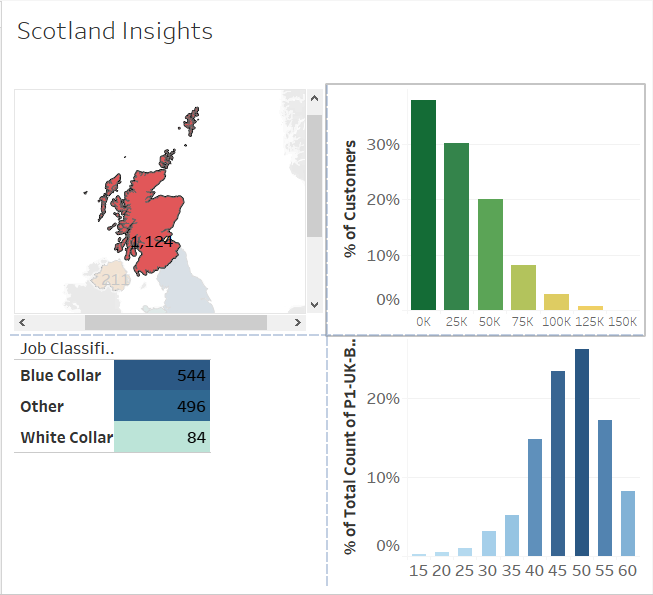 Scotland Insights
1,124
211
% of Customers
30%
20%
10%
0%
0K 25K 50K 75K 100K 125K 150K
Job Classifi..
Blue Collar 544
Other 496
White Collar 84
% of Total Count of P1-UK-B..
20%
10%
0%
15 20 25 30 35 40 45 50 55 60